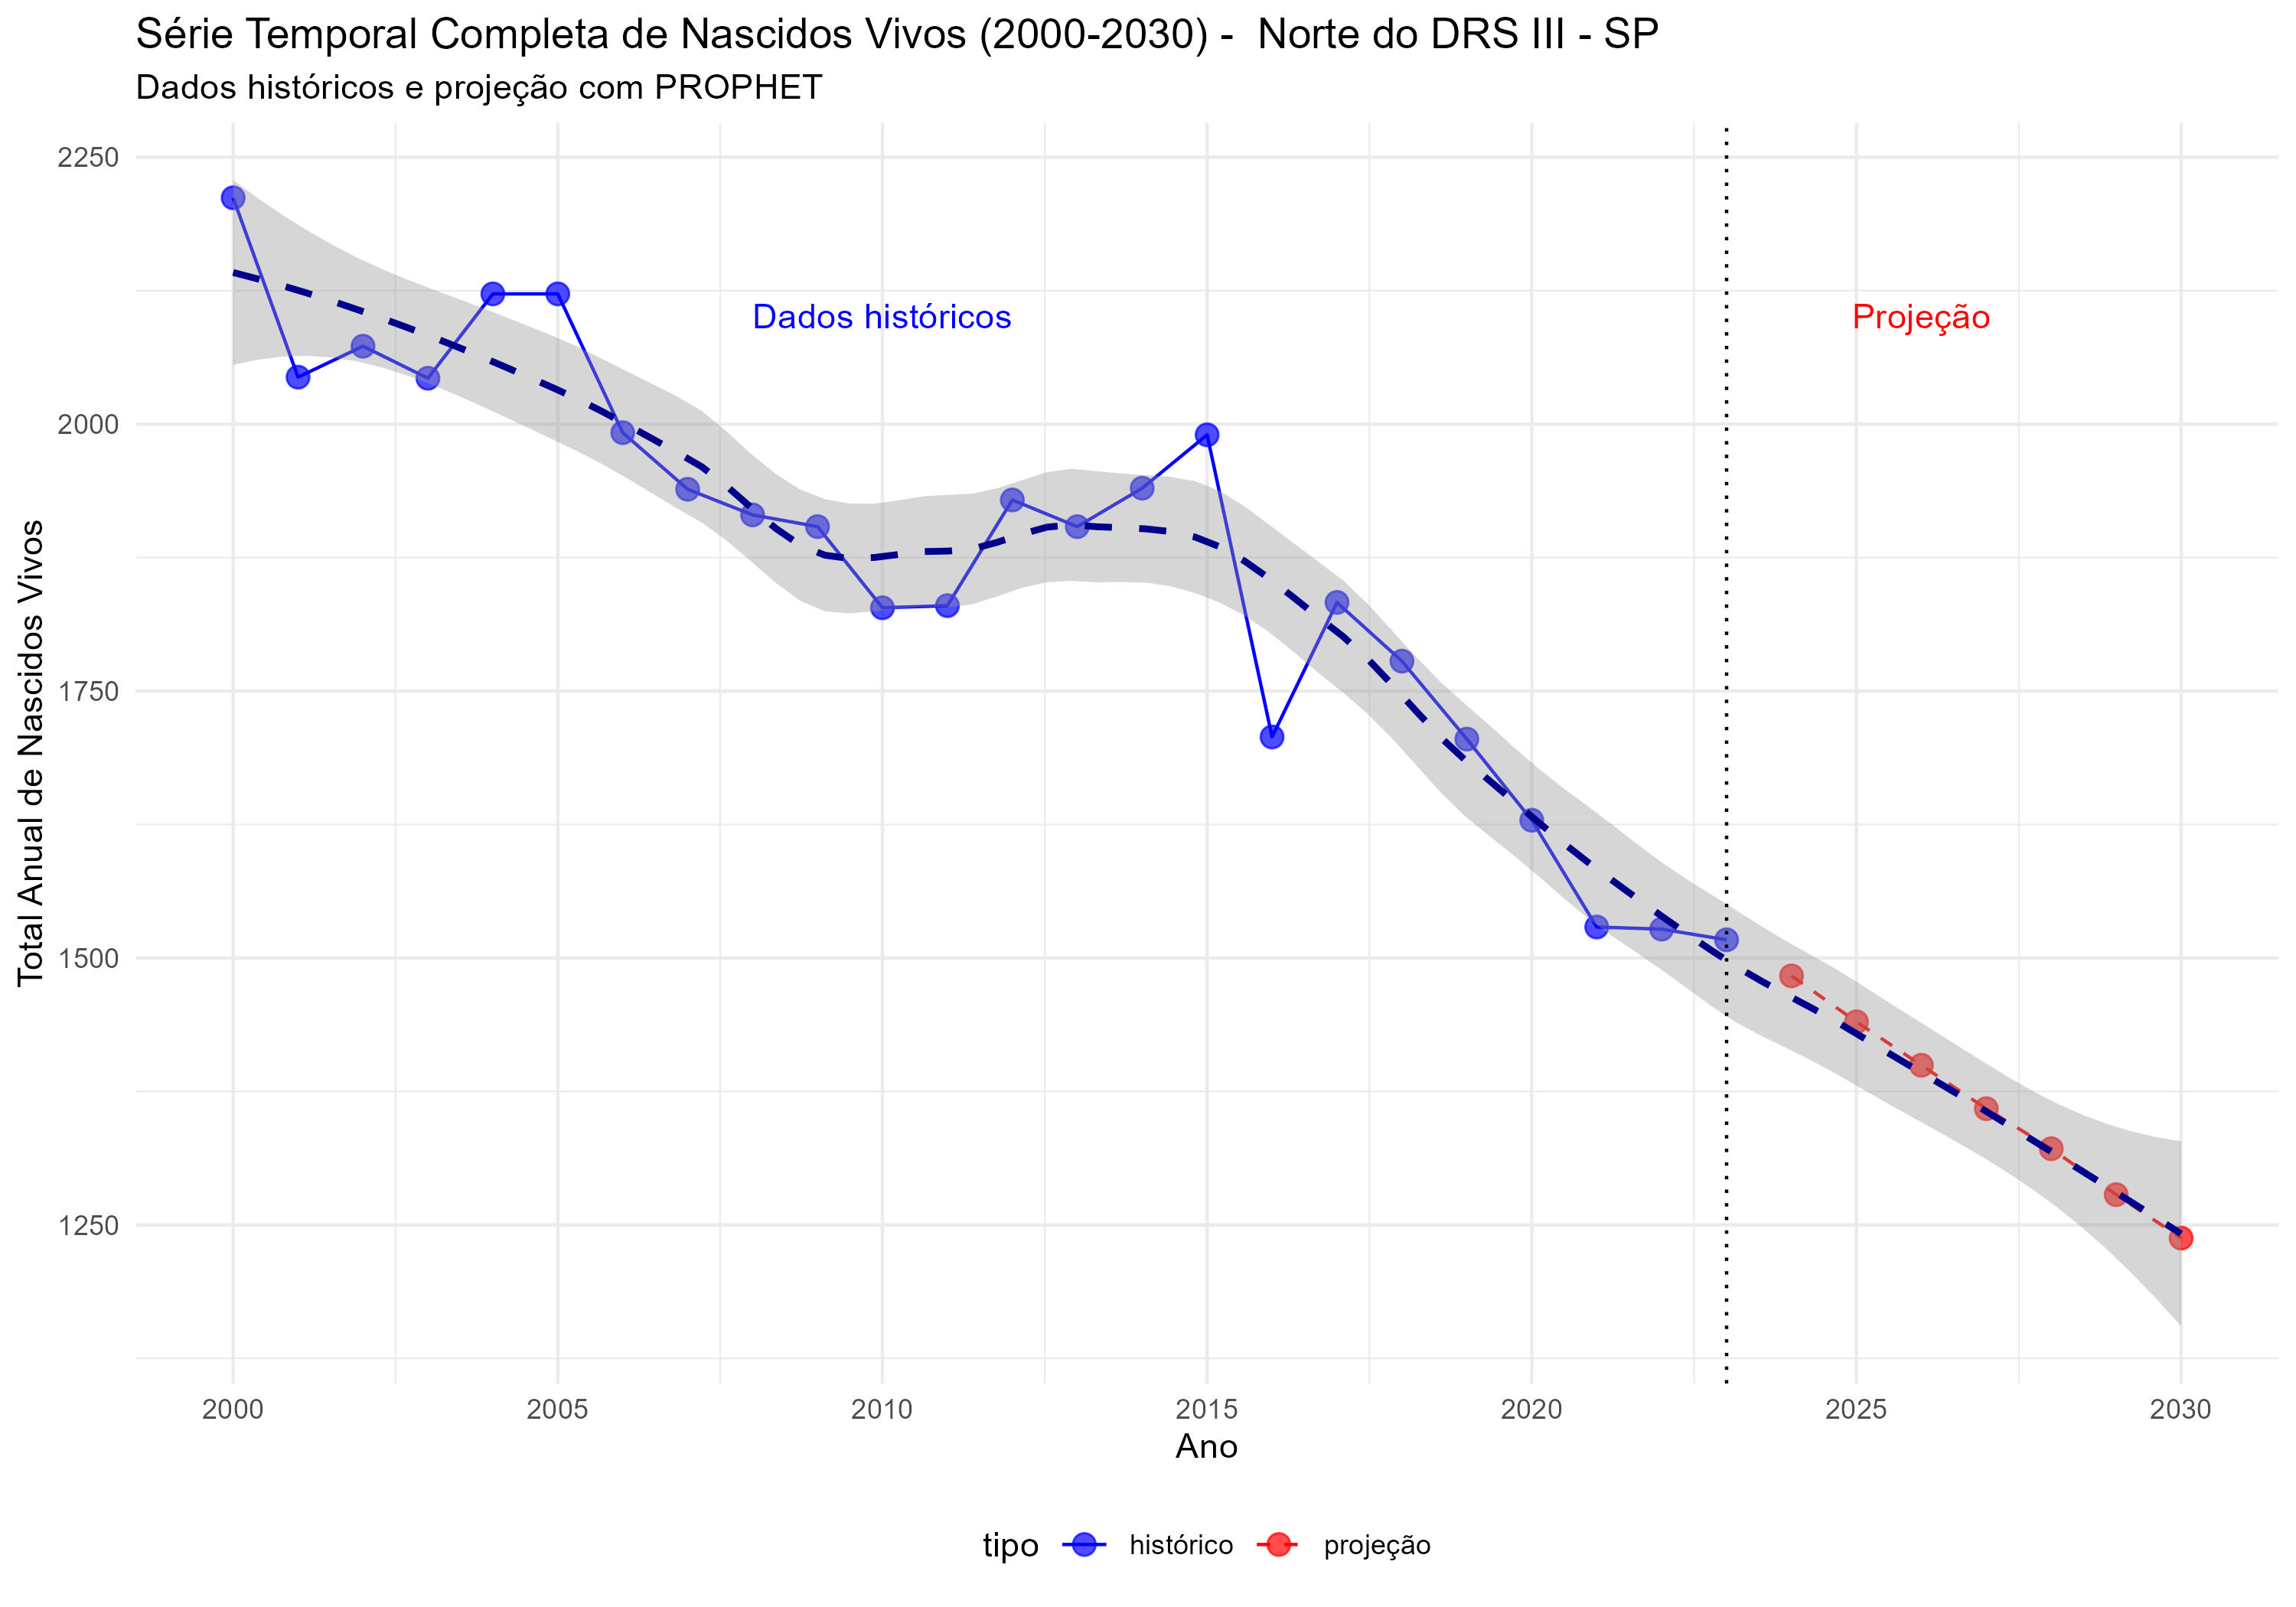 Série Temporal Completa de Nascidos Vivos (2000-2030) -  Norte do DRS III - SP
Dados históricos e projeção com PROPHET
Total Anual de Nascidos Vivos
2250
2000
1750
1500
1250
Dados históricos
Projeção
2000 2005 2010 2015 2020 2025 2030
Ano
tipo histórico projeção